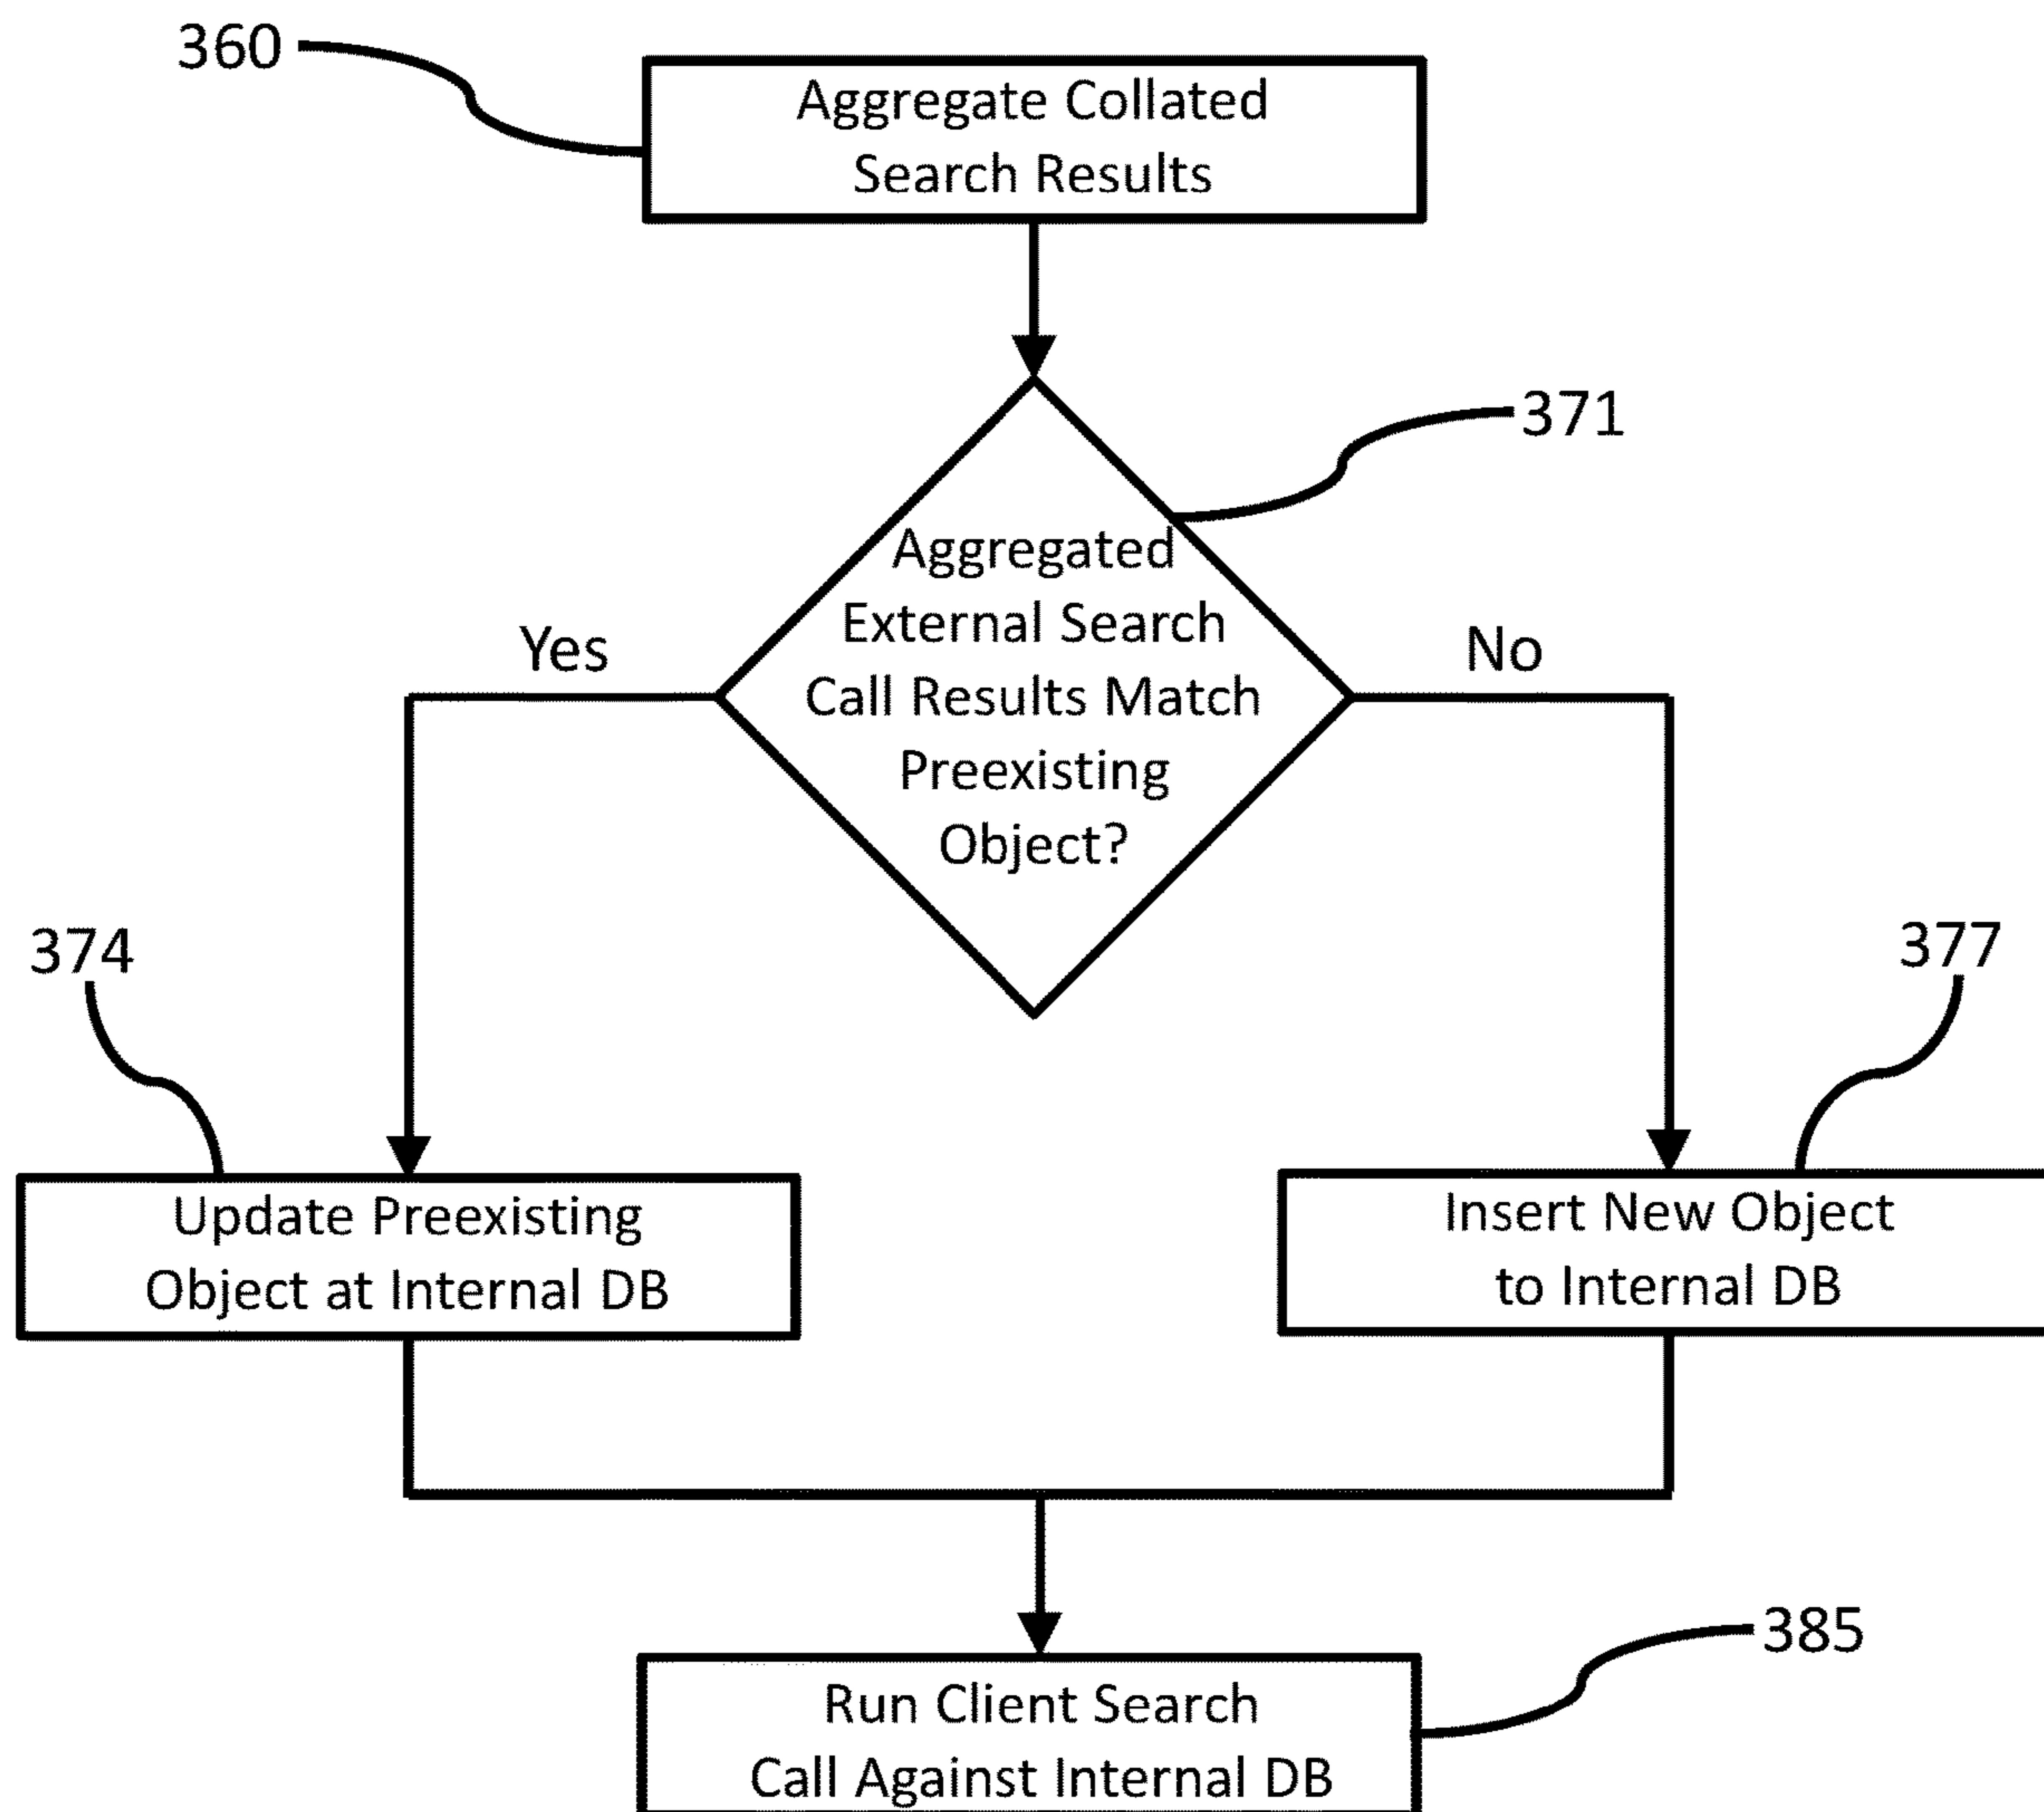 360
Aggregate Collated
Search Results
371
Aggregated
External Search
Call Results Match
Preexisting
Object?
Yes
No
374
377
Update Preexisting
Object at Internal DB
Insert New Object
to Internal DB
385
Run Client Search
Call Against Internal DB